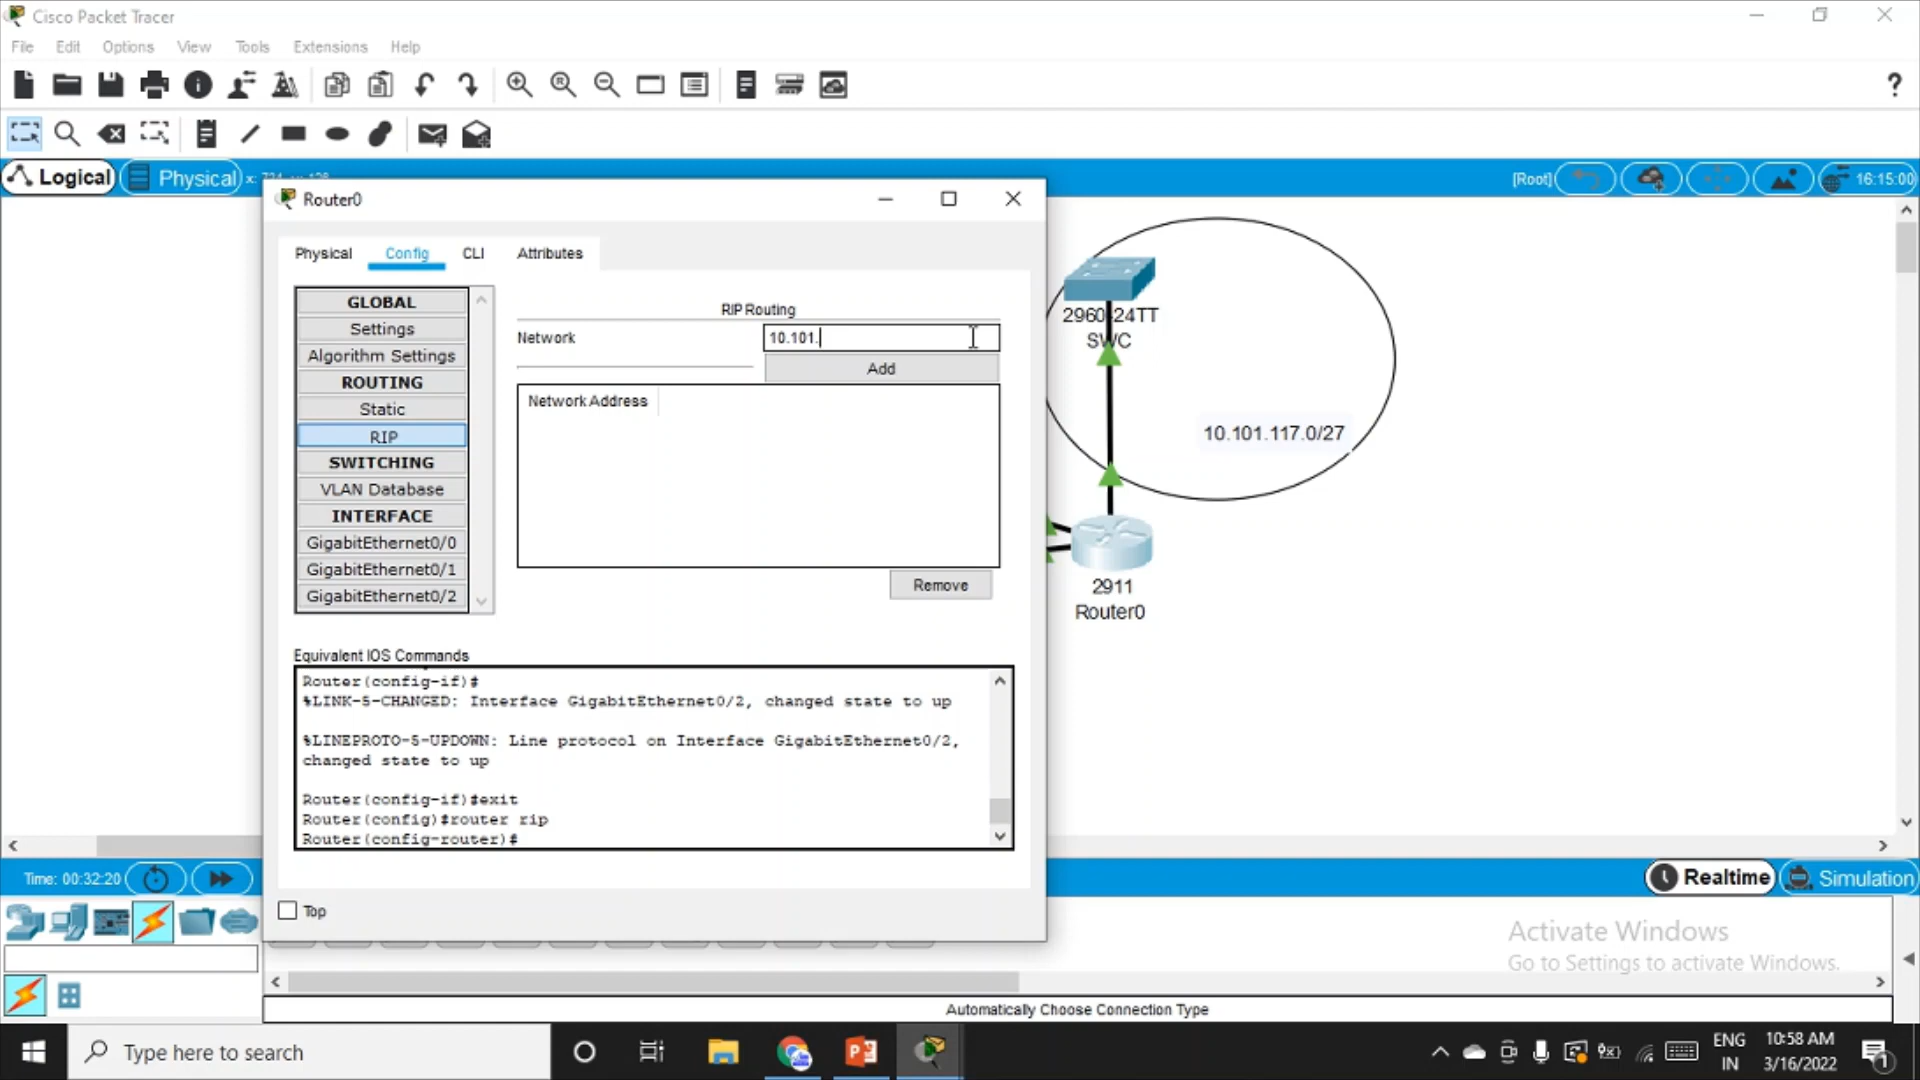 Cisco Packet Tracer
File Edit Options View Tools Extensions Help
?
Logical
Physical
[Root]
16:15:00
Router0
Physical Config CLI Attributes
GLOBAL
Settings
Algorithm Settings
ROUTING
Static
RIP
SWITCHING
VLAN Database
INTERFACE
GigabitEthernet0/0
GigabitEthernet0/1
GigabitEthernet0/2
RIP Routing
Network
10.101.
Add
Network Address
Remove
Equivalent IOS Commands
Router(config-if)#
%LINK-5-CHANGED: Interface GigabitEthernet0/2, changed state to up
%LINEPROTO-5-UPDOWN: Line protocol on Interface GigabitEthernet0/2,
changed state to up
Router(config-if)#exit
Router(config)#router rip
Router(config-router)#
Top
2960-24TT
SWC
10.101.117.0/27
2911
Router0
Time: 00:32:20
Realtime
Simulation
Activate Windows
Go to Settings to activate Windows.
Automatically Choose Connection Type
Type here to search
ENG
IN
10:58 AM
3/16/2022
1